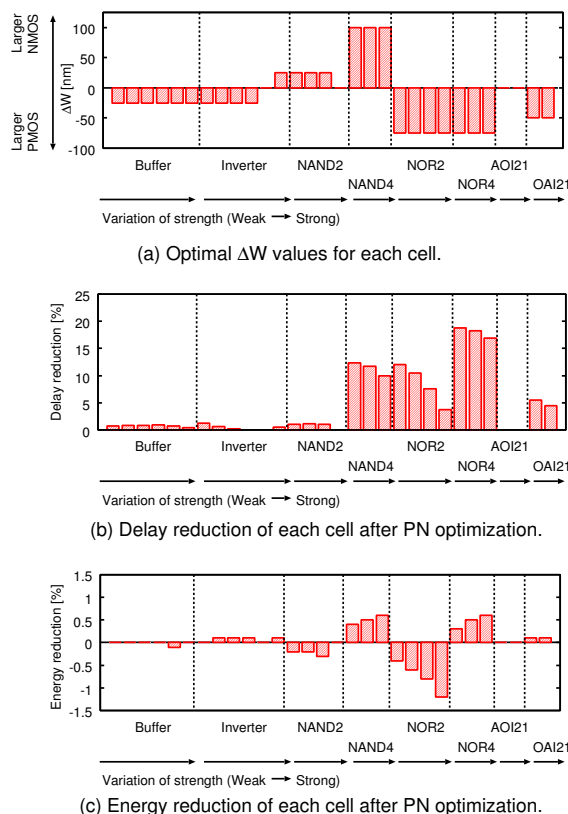 Larger
NMOS
Larger
PMOS
ΔW [nm]
100
50
0
-50
-100
Buffer
Inverter
NAND2
NAND4
NOR2
NOR4
AOI21
OAI21
Variation of strength (Weak → Strong)
(a) Optimal ΔW values for each cell.
Delay reduction [%]
25
20
15
10
5
0
Buffer
Inverter
NAND2
NAND4
NOR2
NOR4
AOI21
OAI21
Variation of strength (Weak → Strong)
(b) Delay reduction of each cell after PN optimization.
Energy reduction [%]
1.5
1
0.5
0
-0.5
-1
-1.5
Buffer
Inverter
NAND2
NAND4
NOR2
NOR4
AOI21
OAI21
Variation of strength (Weak → Strong)
(c) Energy reduction of each cell after PN optimization.